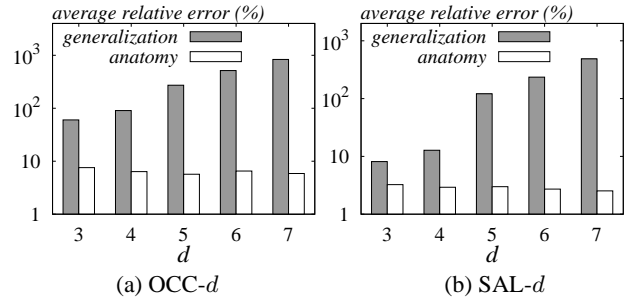 average relative error (%)
10³
10²
10
1
generalization
anatomy
3 4 5 6 7
d
(a) OCC-d
average relative error (%)
10³
10²
10
1
generalization
anatomy
3 4 5 6 7
d
(b) SAL-d